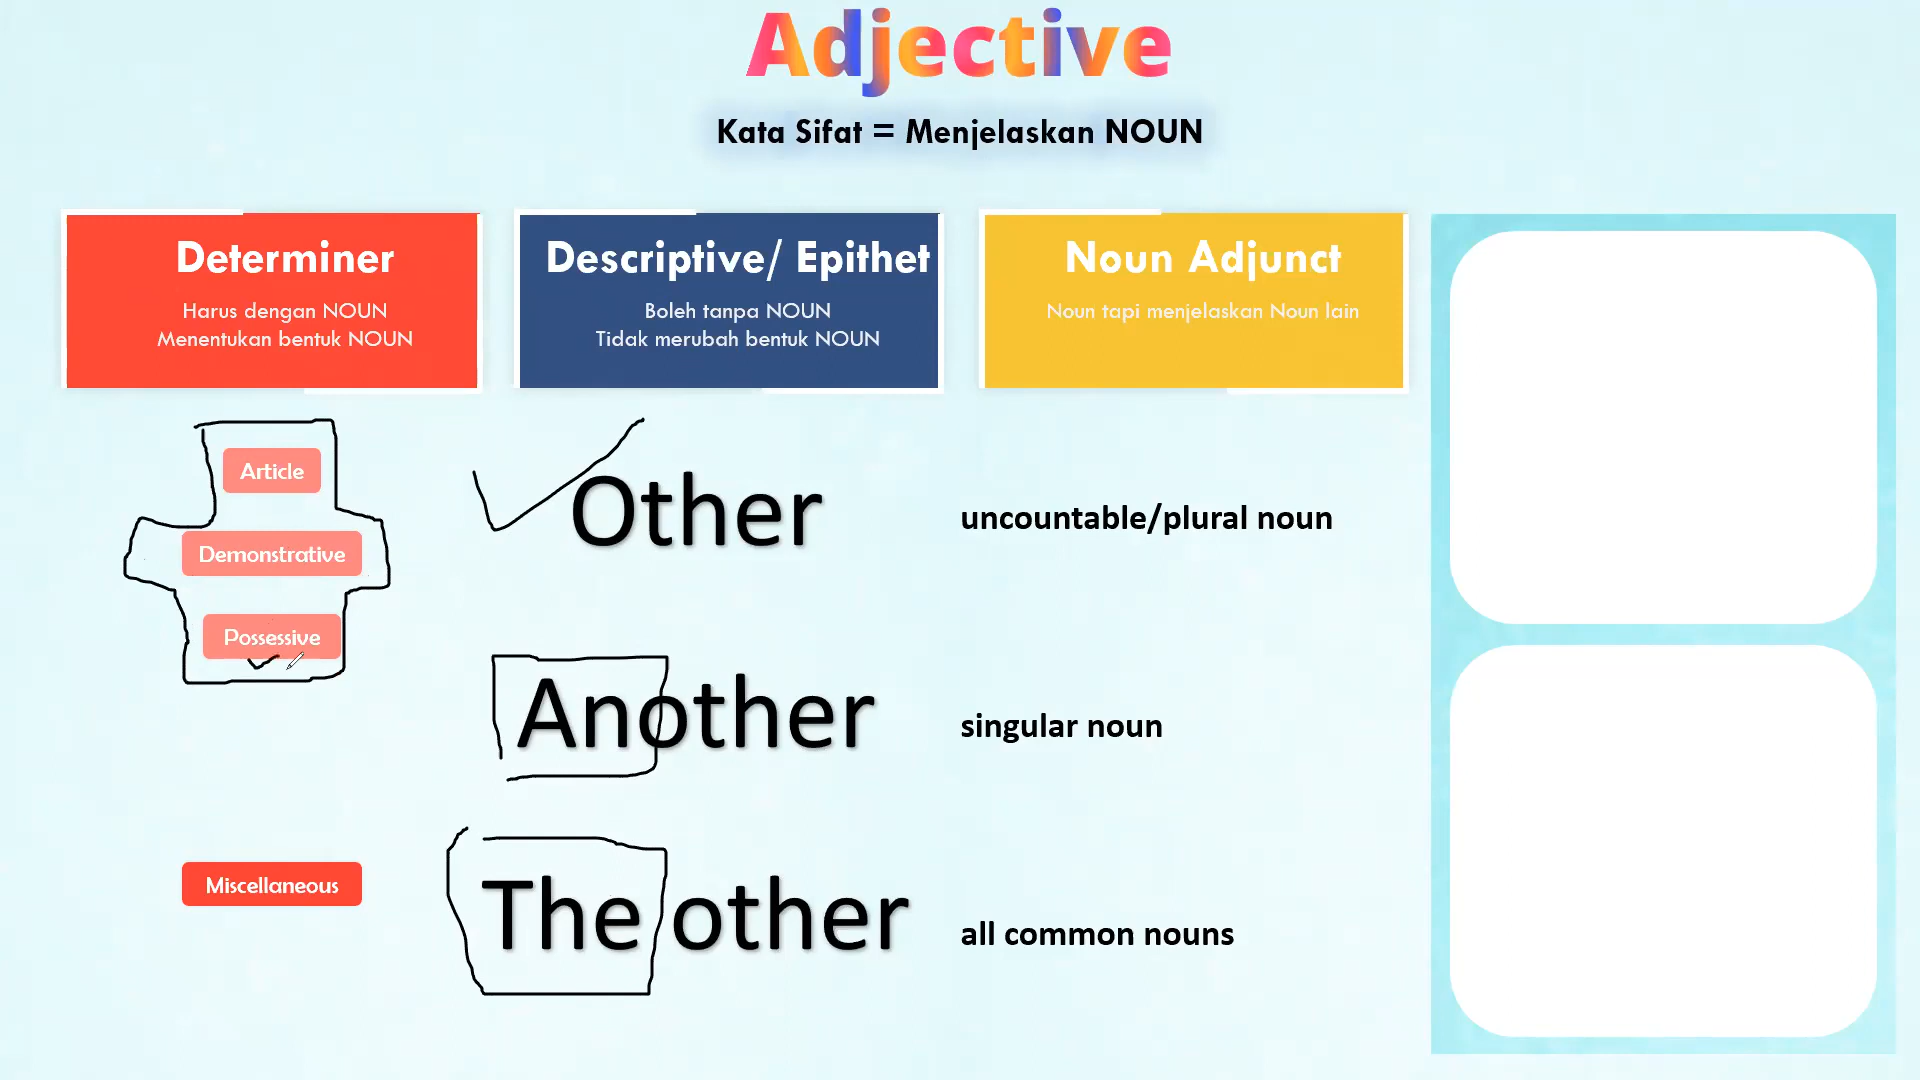 Adjective
Kata Sifat = Menjelaskan NOUN
Determiner
Harus dengan NOUN
Menentukan bentuk NOUN
Descriptive/ Epithet
Boleh tanpa NOUN
Tidak merubah bentuk NOUN
Noun Adjunct
Noun tapi menjelaskan Noun lain
Article
Demonstrative
Possessive
Miscellaneous
Other
uncountable/plural noun
Another
singular noun
The other
all common nouns